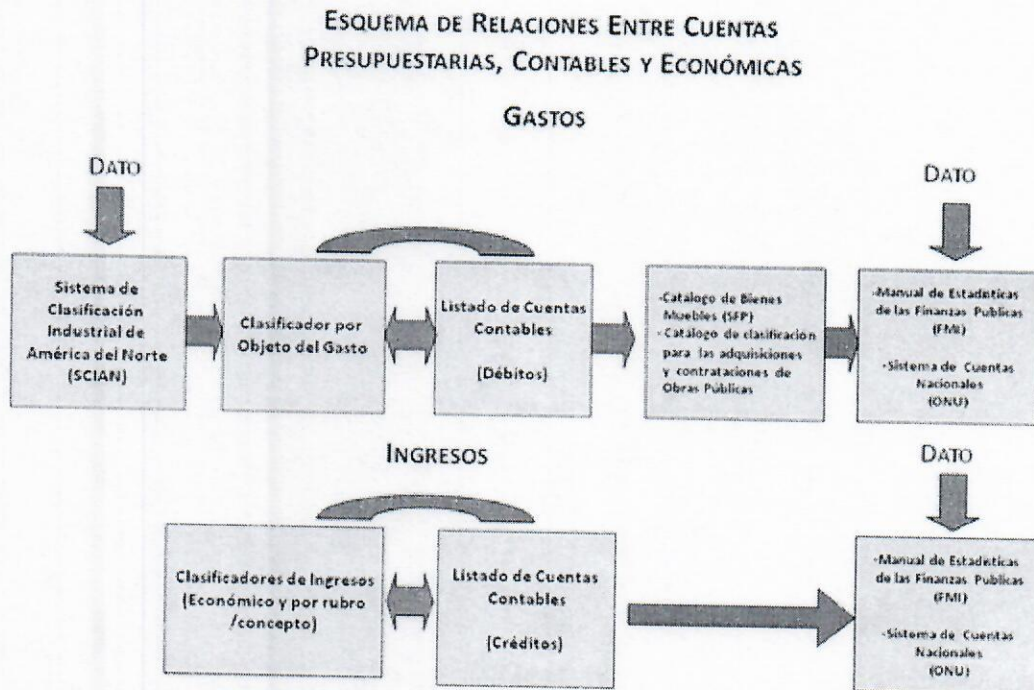 ESQUEMA DE RELACIONES ENTRE CUENTAS
PRESUPUESTARIAS, CONTABLES Y ECONÓMICAS
GASTOS
DATO
DATO
Sistema de
Clasificación
Industrial de
América del Norte
(SCIAN)
Clasificador por
Objeto del Gasto
Listado de Cuentas
Contables
(Débitos)
-Catálogo de Bienes
Muebles (SFP)
- Catálogo de clasificación
para las adquisiciones
y contrataciones de
Obras Públicas
-Manual de Estadísticas
de las Finanzas Publicas
(FMI)
-Sistema de Cuentas
Nacionales
(ONU)
INGRESOS
DATO
Clasificadores de Ingresos
(Económico y por rubro
/concepto)
Listado de Cuentas
Contables
(Créditos)
-Manual de Estadísticas
de las Finanzas Publicas
(FMI)
-Sistema de Cuentas
Nacionales
(ONU)